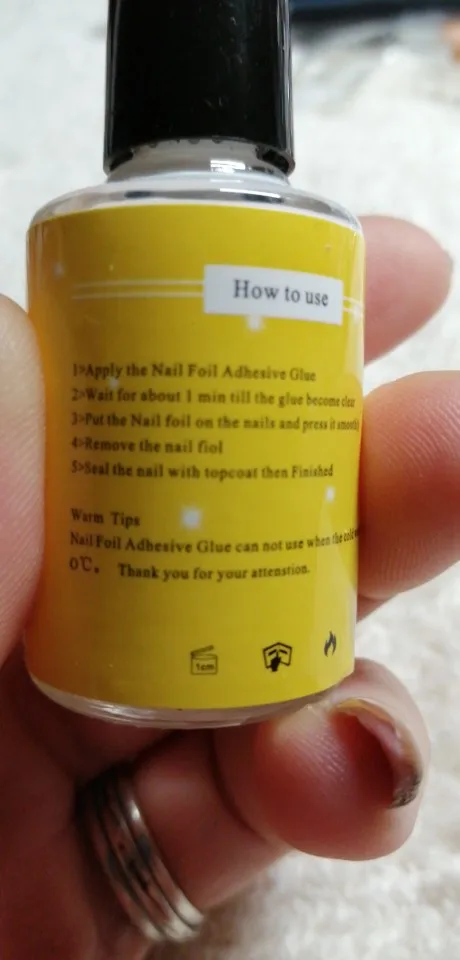 How to use
1>Apply the Nail Foil Adhesive Glue
2>Wait for about 1 min till the glue become clear
3>Put the Nail foil on the nails and press it smoothly
4>Remove the nail fiol
5>Seal the nail with topcoat then Finished
Warm Tips
Nail Foil Adhesive Glue can not use when the
0℃. Thank you for your attenstion.
1cm